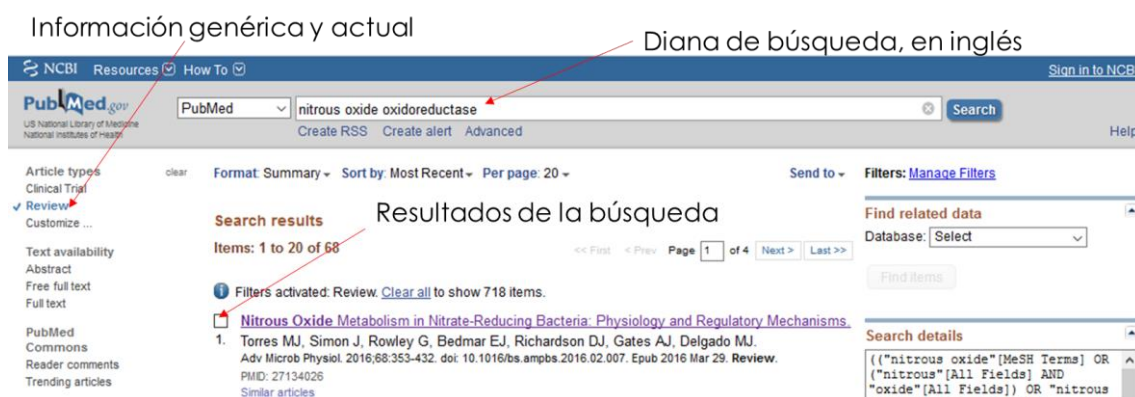 Información genérica y actual
Diana de búsqueda, en inglés
NCBI Resources How To Sign in to NCBI
PubMed.gov
US National Library of Medicine
National Institutes of Health
PubMed nitrous oxide oxidoreductase Search
Create RSS Create alert Advanced Help
Article types clear
Clinical Trial
Review
Customize ...
Text availability
Abstract
Free full text
Full text
PubMed
Commons
Reader comments
Trending articles
Format: Summary Sort by: Most Recent Per page: 20 Send to
Resultados de la búsqueda
Search results
Items: 1 to 20 of 68 << First < Prev Page 1 of 4 Next > Last >>
Filters activated: Review. Clear all to show 718 items.
Nitrous Oxide Metabolism in Nitrate-Reducing Bacteria: Physiology and Regulatory Mechanisms.
1. Torres MJ, Simon J, Rowley G, Bedmar EJ, Richardson DJ, Gates AJ, Delgado MJ.
Adv Microb Physiol. 2016;68:353-432. doi: 10.1016/bs.ampbs.2016.02.007. Epub 2016 Mar 29. Review.
PMID: 27134026
Similar articles
Filters: Manage Filters
Find related data
Database: Select
Find items
Search details
(("nitrous oxide"[MeSH Terms] OR
("nitrous"[All Fields] AND
"oxide"[All Fields]) OR "nitrous